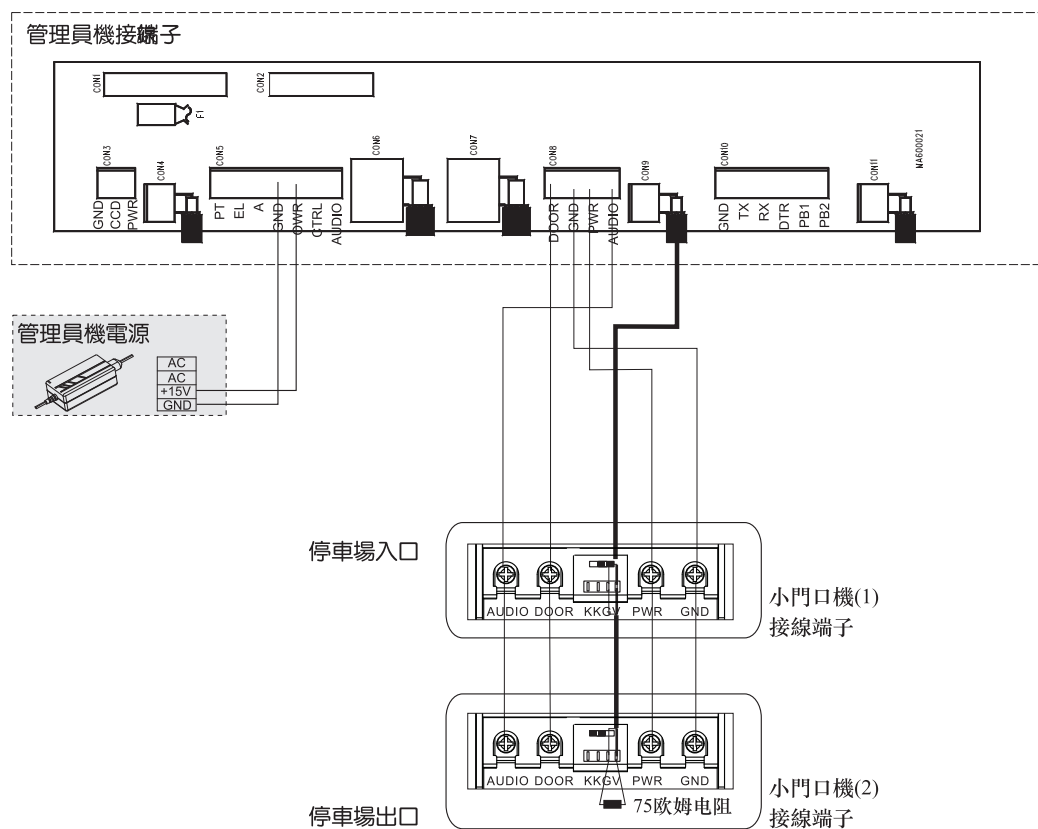 管理員機接線端子
CON1
CON2
F1
CON3
CON4
CON5
CON6
CON7
CON8
CON9
CON10
CON11
MA600021
GND
CCD
PWR
PT
EL
A
GND
OWR
CTRL
AUDIO
DOOR
GND
PWR
AUDIO
GND
TX
RX
DTR
PB1
PB2
管理員機電源
AC
AC
+15V
GND
停車場入口
AUDIO DOOR KKGV PWR GND
小門口機(1)
接線端子
AUDIO DOOR KKGV PWR GND
75欧姆电阻
小門口機(2)
接線端子
停車場出口